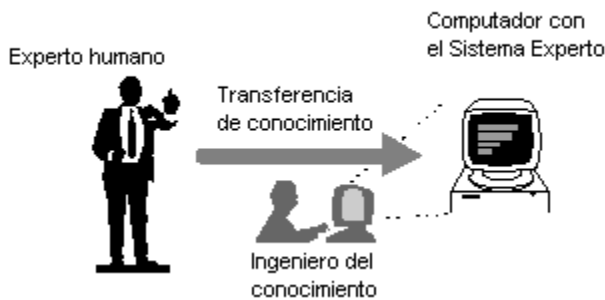 Computador con
el Sistema Experto
Experto humano
Transferencia
de conocimiento
Ingeniero del
conocimiento